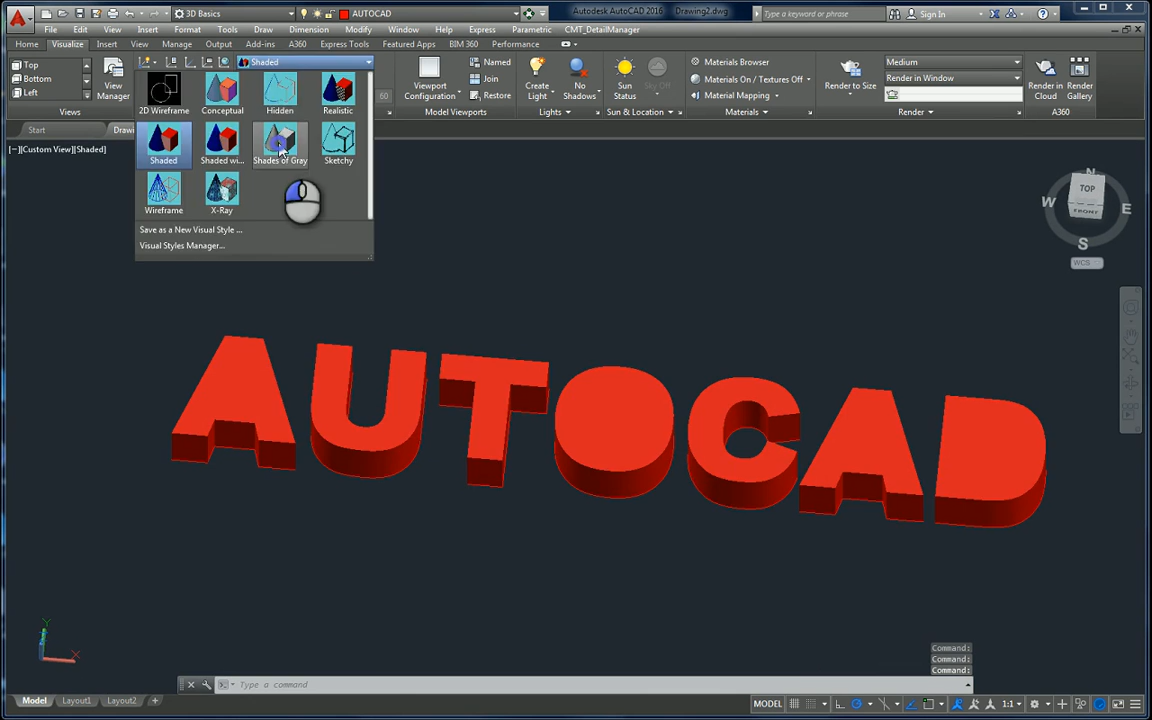 3D Basics
AUTOCAD
Autodesk AutoCAD 2016 Drawing2.dwg
Type a keyword or phrase
Sign In
File Edit View Insert Format Tools Draw Dimension Modify Window Help Express Parametric CMT_DetailManager
Home Visualize Insert View Manage Output Add-ins A360 Express Tools Featured Apps BIM 360 Performance
Top
Bottom
Left
View Manager
Views
Shaded
2D Wireframe Conceptual Hidden Realistic
Shaded Shaded wi... Shades of Gray Sketchy
Wireframe X-Ray
Save as a New Visual Style ...
Visual Styles Manager...
60
Viewport Configuration
Named
Join
Restore
Model Viewports
Create Light
No Shadows
Lights
Sun Status
Sky Off
Sun & Location
Materials Browser
Materials On / Textures Off
Material Mapping
Materials
Render to Size
Medium
Render in Window
Render
Render in Cloud
Render Gallery
A360
Start
Drawi
[−][Custom View][Shaded]
N
W TOP E
FRONT
S
WCS
AUTOCAD
Y
X
Command:
Command:
Command:
Type a command
Model Layout1 Layout2 +
MODEL
1:1